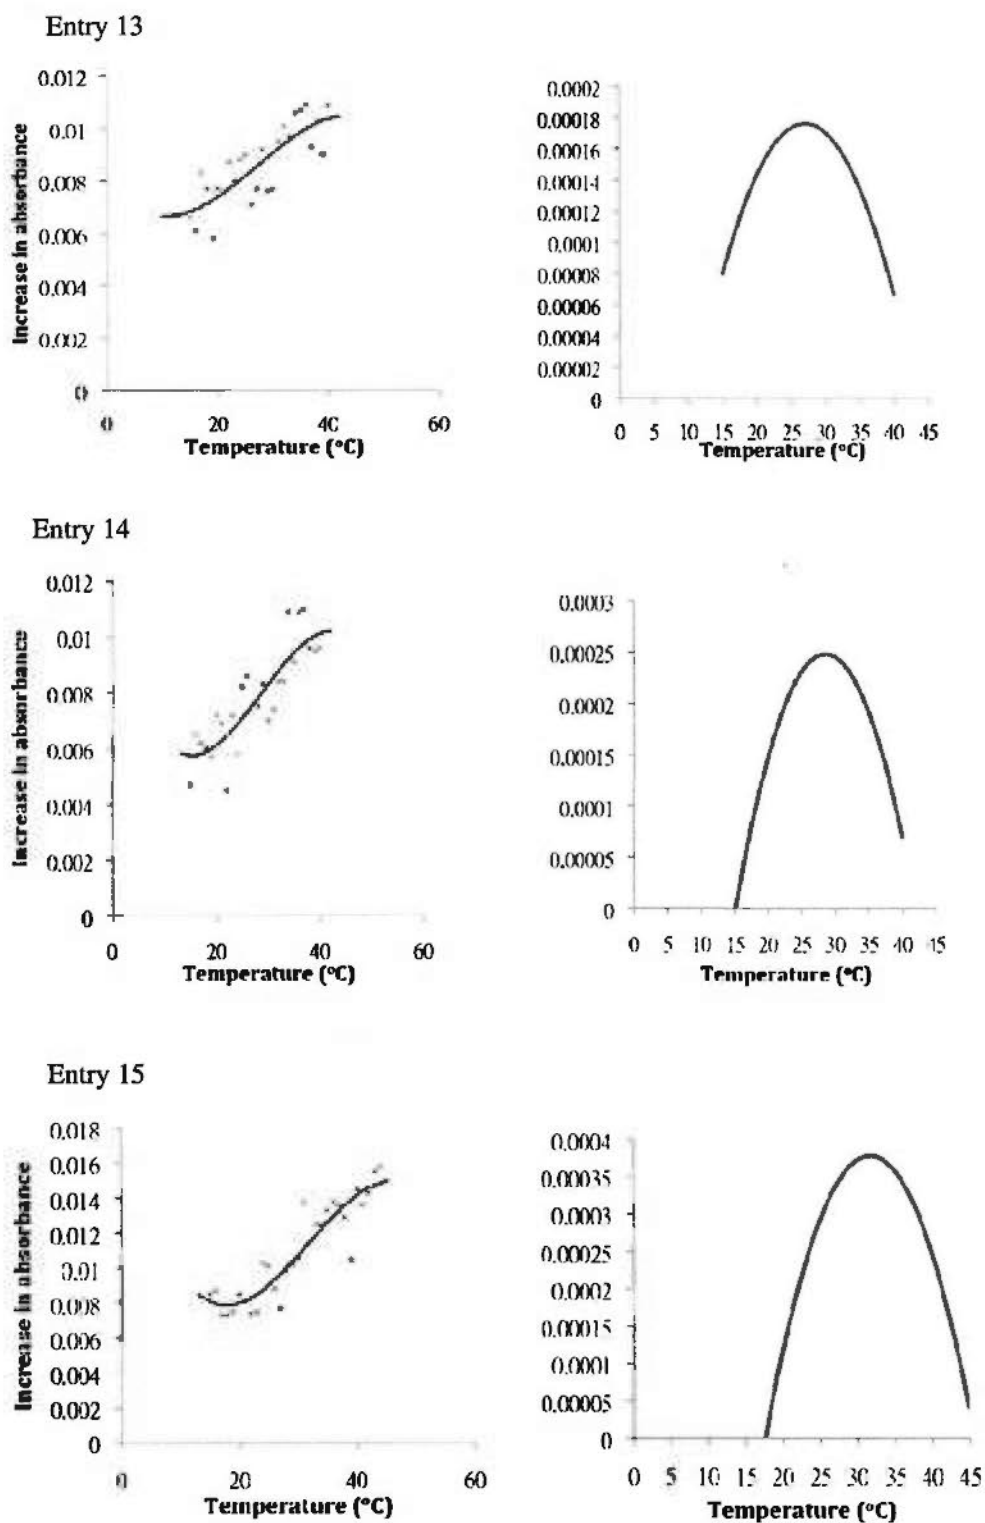 Entry 13
Increase in absorbance
0.012
0.01
0.008
0.006
0.004
0.002
0
0 20 40 60
Temperature (°C)
0.0002
0.00018
0.00016
0.00014
0.00012
0.0001
0.00008
0.00006
0.00004
0.00002
0
0 5 10 15 20 25 30 35 40 45
Temperature (°C)
Entry 14
Increase in absorbance
0.012
0.01
0.008
0.006
0.004
0.002
0
0 20 40 60
Temperature (°C)
0.0003
0.00025
0.0002
0.00015
0.0001
0.00005
0
0 5 10 15 20 25 30 35 40 45
Temperature (°C)
Entry 15
Increase in absorbance
0.018
0.016
0.014
0.012
0.01
0.008
0.006
0.004
0.002
0
0 20 40 60
Temperature (°C)
0.0004
0.00035
0.0003
0.00025
0.0002
0.00015
0.0001
0.00005
0
0 5 10 15 20 25 30 35 40 45
Temperature (°C)